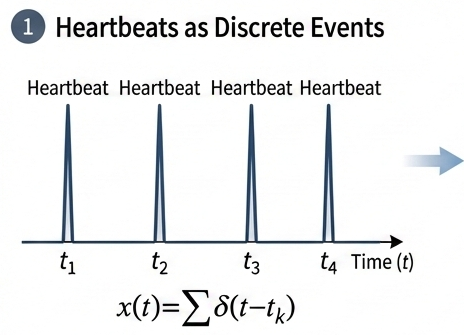 1 Heartbeats as Discrete Events
Heartbeat Heartbeat Heartbeat Heartbeat
t₁ t₂ t₃ t₄ Time (t)
x(t)=∑δ(t−tₖ)